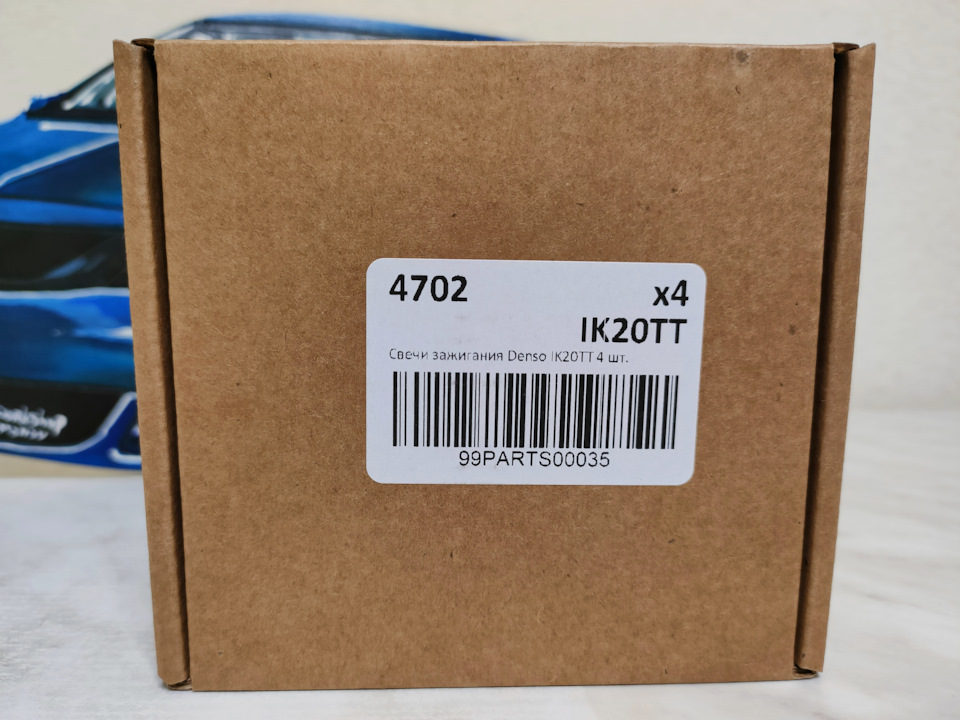 4702
x4
IK20TT
Свечи зажигания Denso IK20TT 4 шт.
99PARTS00035